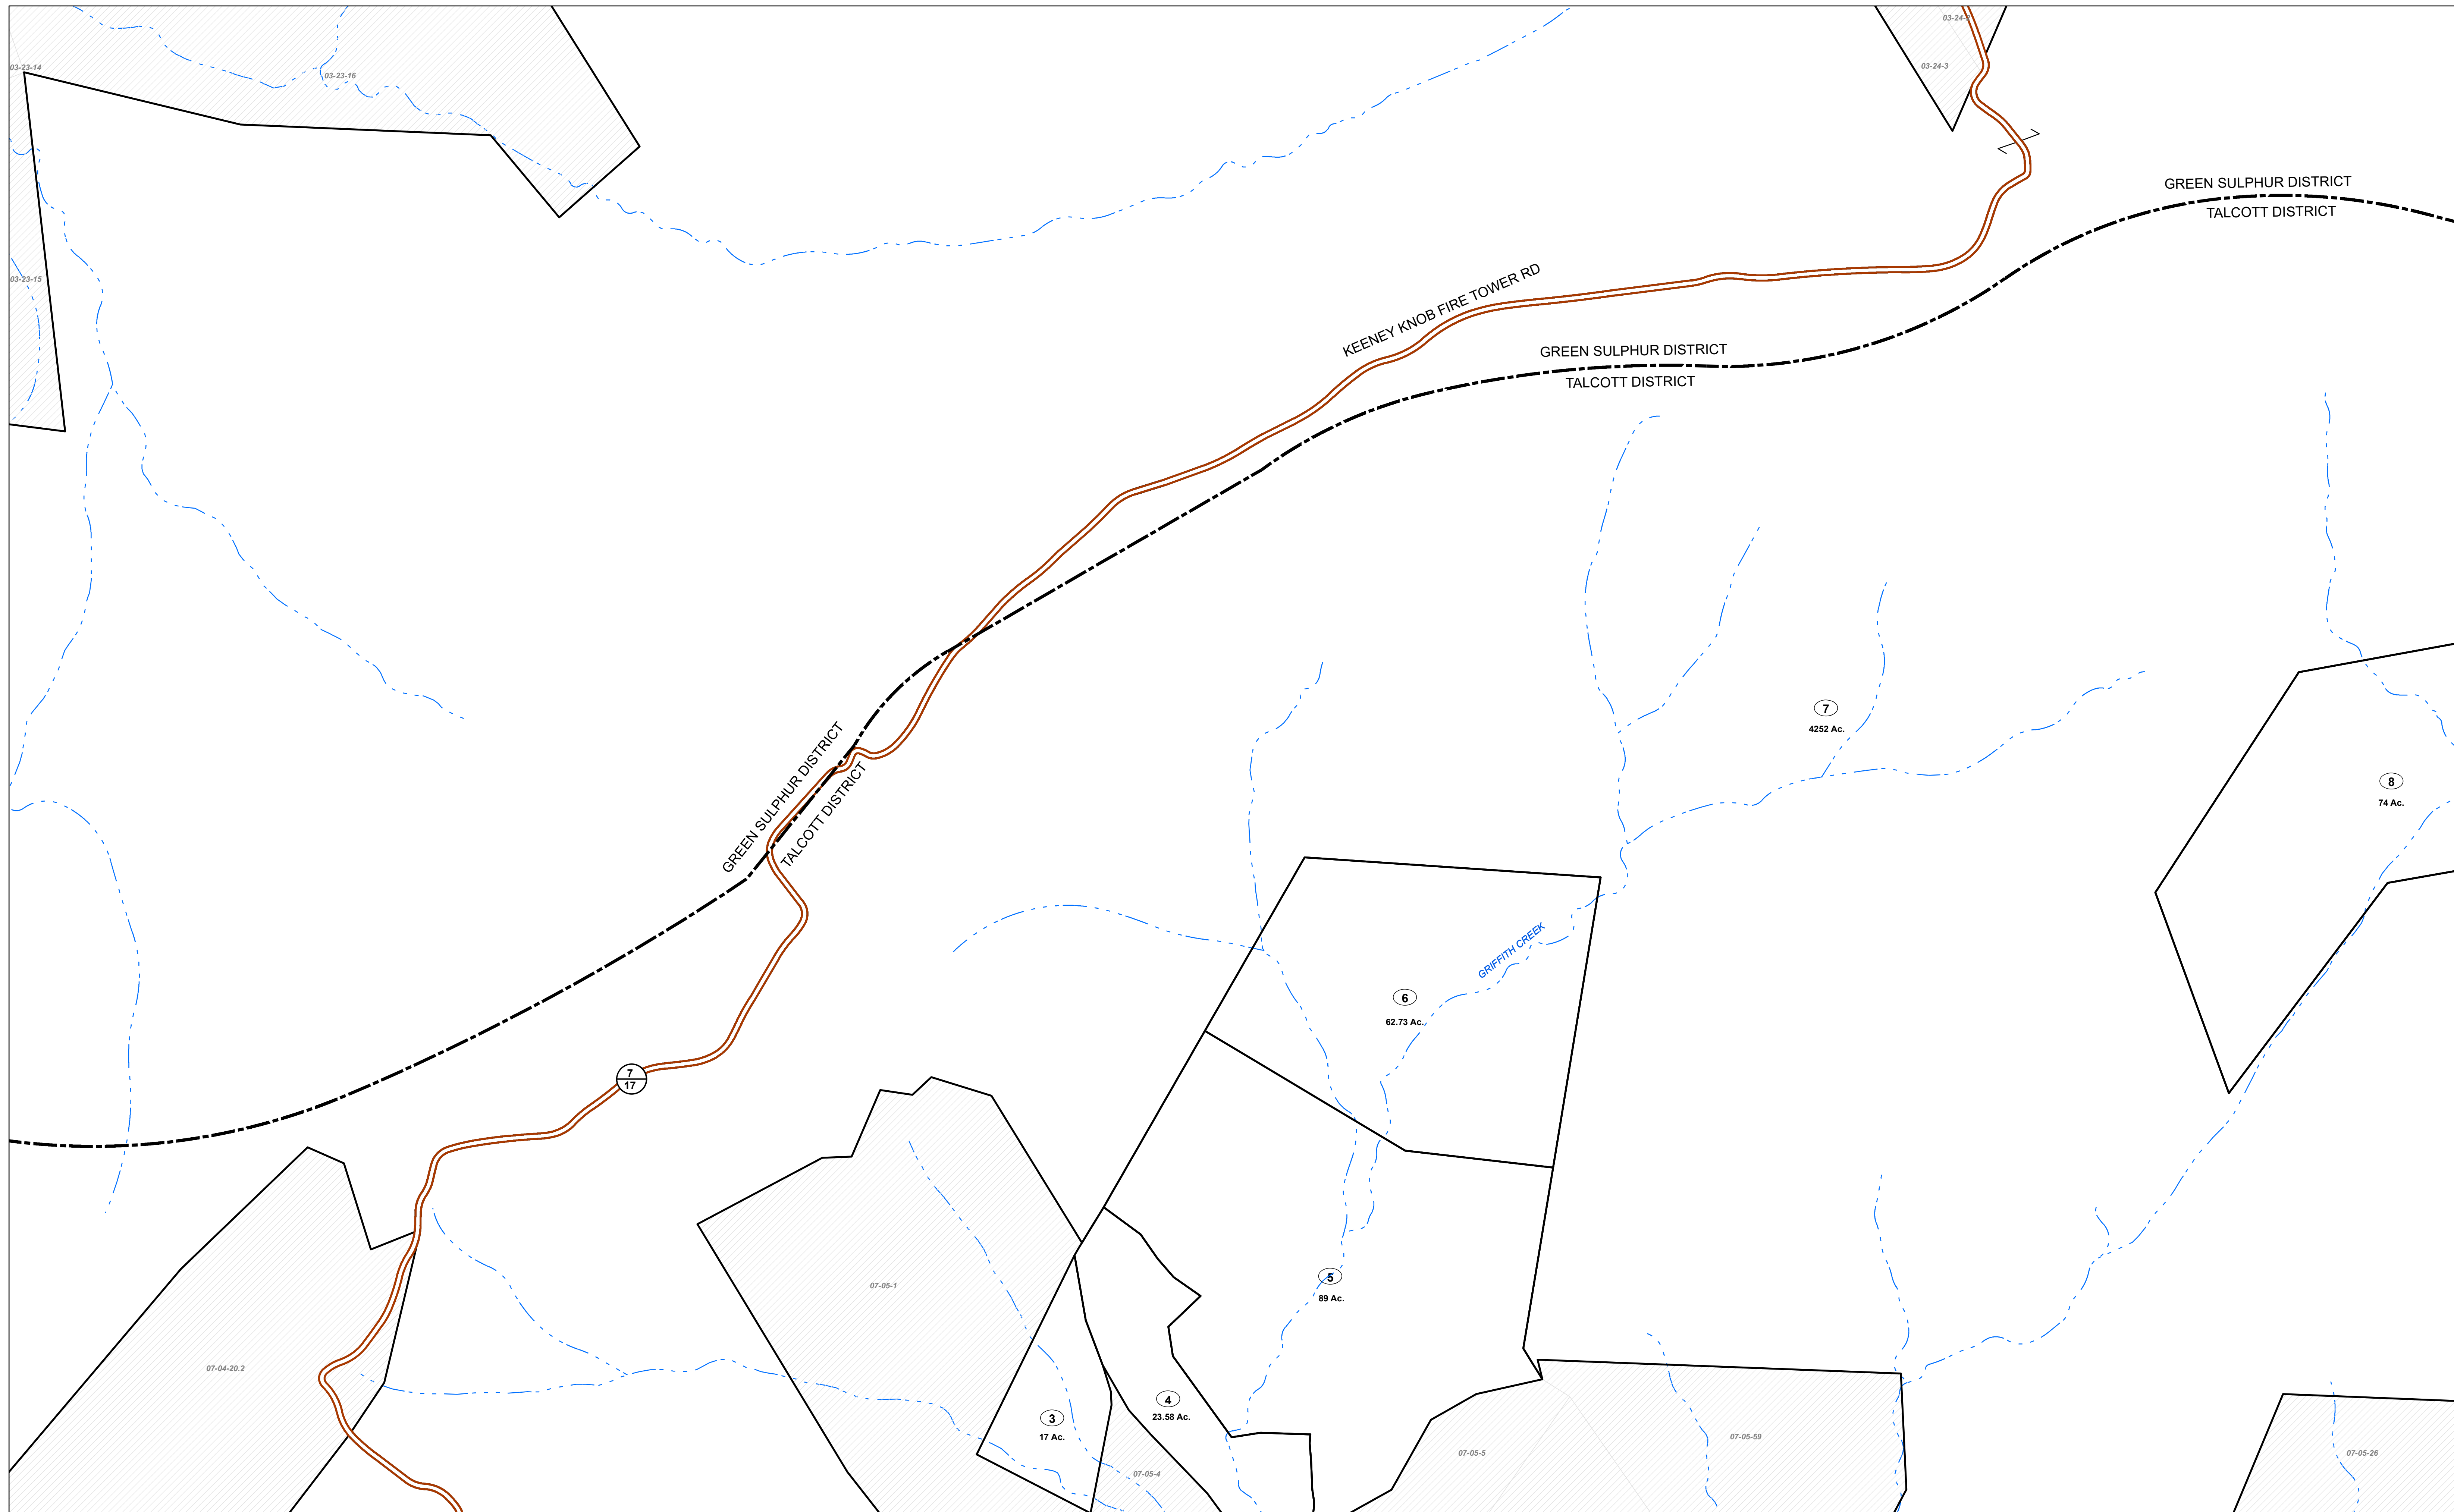 03-24-2
03-23-14
03-23-16
03-24-3
GREEN SULPHUR DISTRICT
TALCOTT DISTRICT
03-23-15
KEENEY KNOB FIRE TOWER RD
GREEN SULPHUR DISTRICT
TALCOTT DISTRICT
7
4252 Ac.
8
74 Ac.
GREEN SULPHUR DISTRICT
TALCOTT DISTRICT
GRIFFITH CREEK
6
62.73 Ac.
7
17
5
89 Ac.
07-05-1
07-04-20.2
4
23.58 Ac.
3
17 Ac.
07-05-59
07-05-5
07-05-26
07-05-4